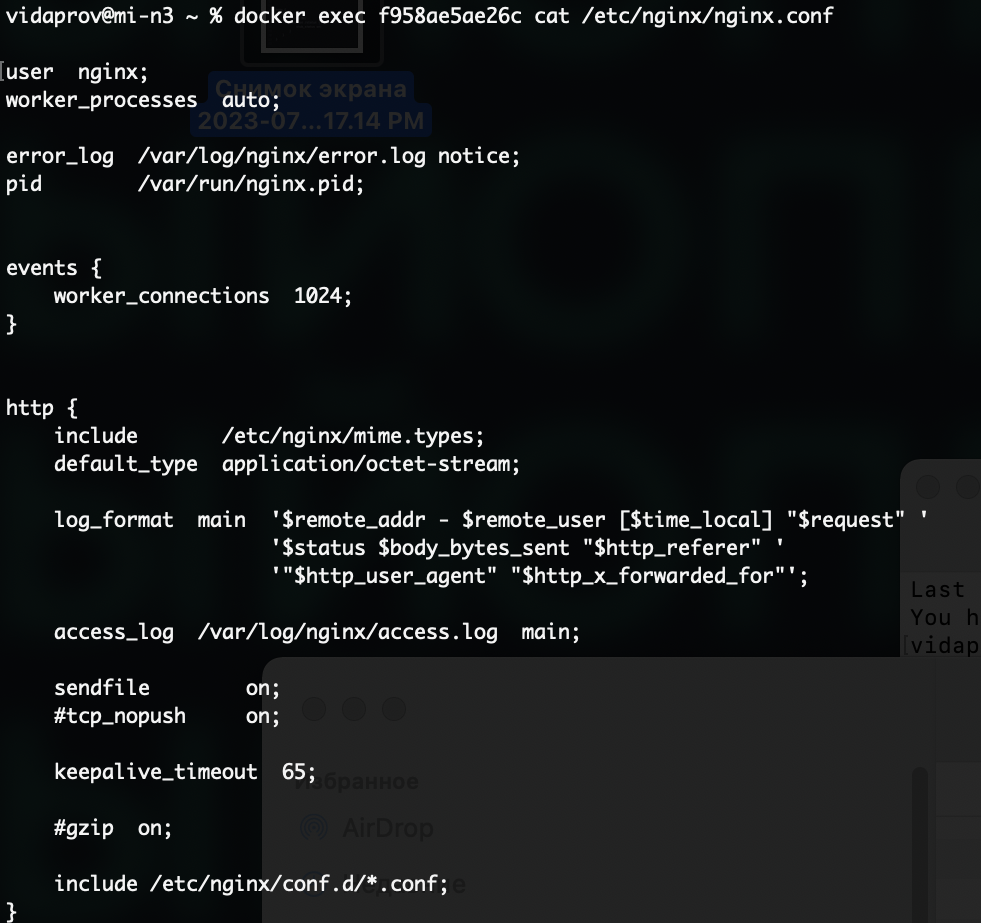 vidaprov@mi-n3 ~ % docker exec f958ae5ae26c cat /etc/nginx/nginx.conf
user  nginx;
Снимок экрана
worker_processes  auto;
2023-07...17.14 PM
error_log  /var/log/nginx/error.log notice;
pid        /var/run/nginx.pid;
events {
    worker_connections  1024;
}
http {
    include       /etc/nginx/mime.types;
    default_type  application/octet-stream;
    log_format  main  '$remote_addr - $remote_user [$time_local] "$request" '
                      '$status $body_bytes_sent "$http_referer" '
                      '"$http_user_agent" "$http_x_forwarded_for"';
    access_log  /var/log/nginx/access.log  main;
    sendfile        on;
    #tcp_nopush     on;
    keepalive_timeout  65;
    #gzip  on;
    include /etc/nginx/conf.d/*.conf;
}
Last
You h
[vidap
Избранное
AirDrop